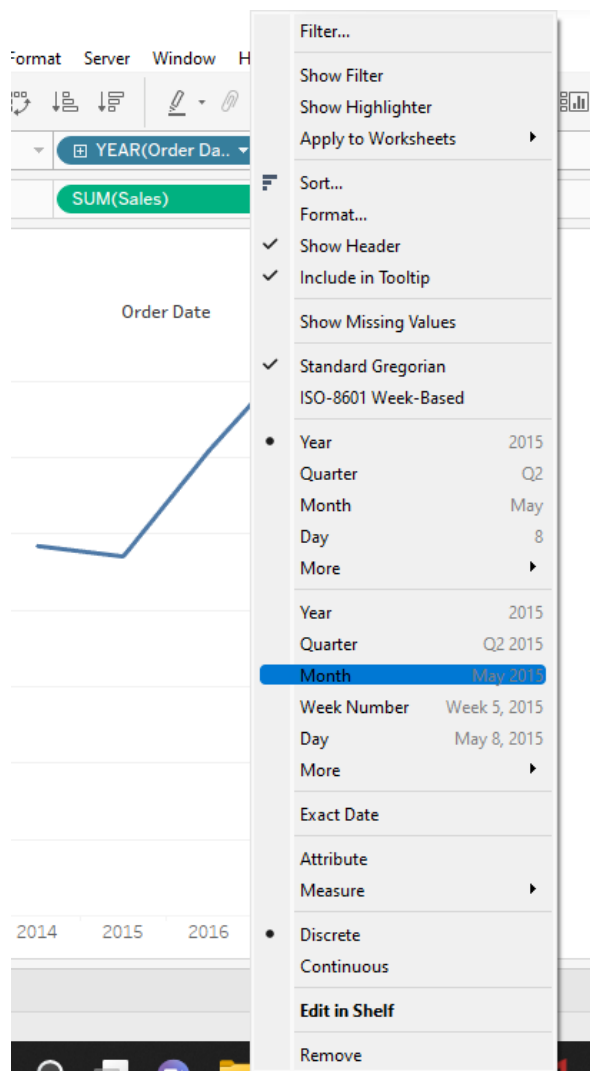 Format Server Window H
Filter...
Show Filter
Show Highlighter
Apply to Worksheets
YEAR(Order Da..
SUM(Sales)
Sort...
Format...
Show Header
Include in Tooltip
Order Date
Show Missing Values
Standard Gregorian
ISO-8601 Week-Based
Year 2015
Quarter Q2
Month May
Day 8
More
Year 2015
Quarter Q2 2015
Month May 2015
Week Number Week 5, 2015
Day May 8, 2015
More
Exact Date
Attribute
Measure
2014 2015 2016
Discrete
Continuous
Edit in Shelf
Remove